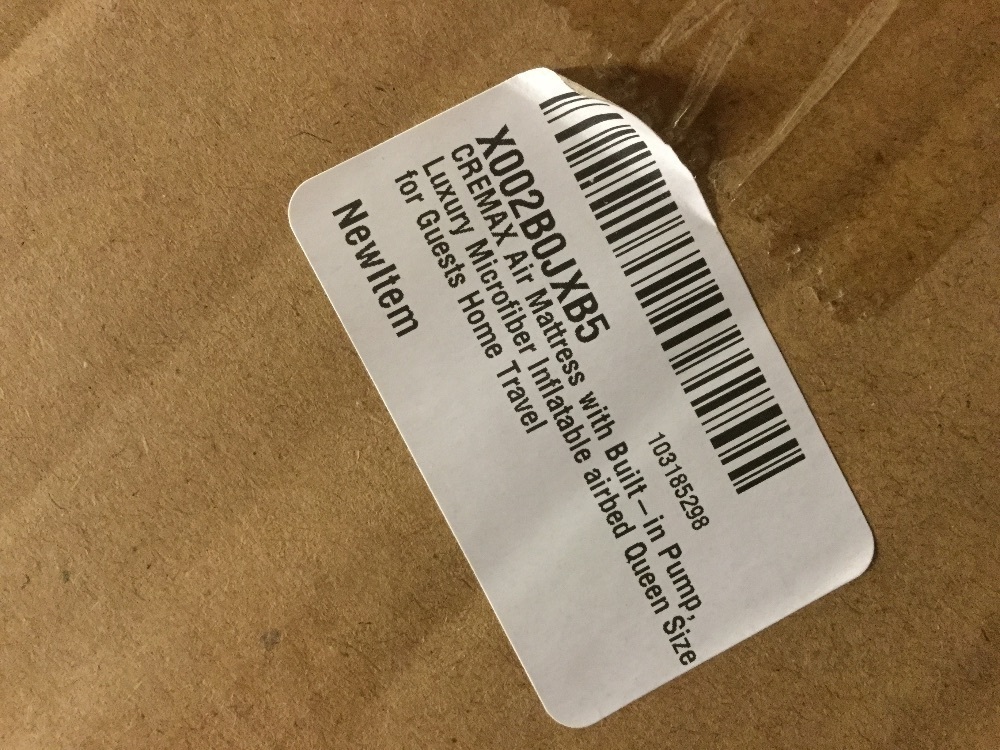 X002B0JXB5
103185298
CREMAX Air Mattress with Built-in Pump,
Luxury Microfiber Inflatable airbed Queen Size
for Guests Home Travel
NewItem